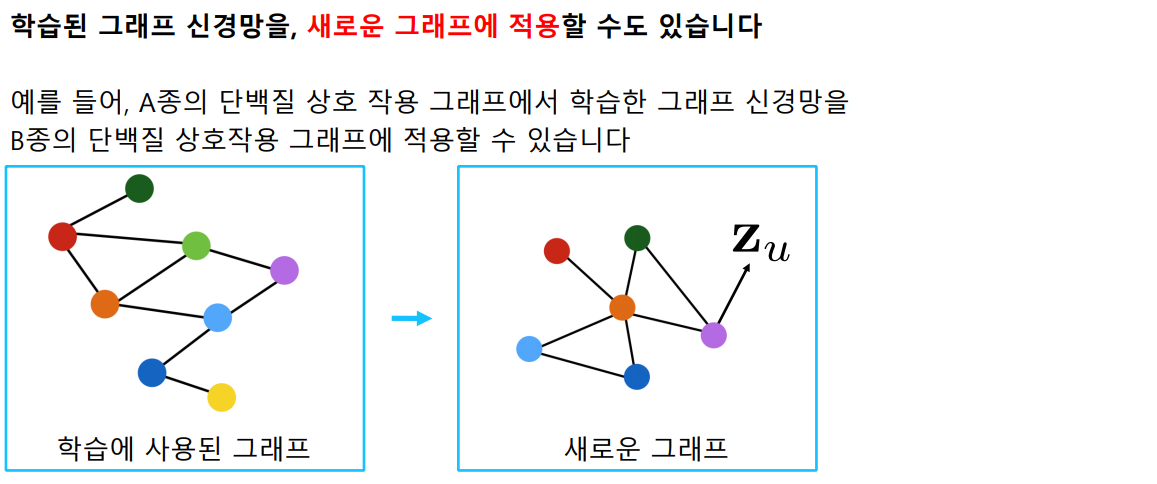 학습된 그래프 신경망을, 새로운 그래프에 적용할 수도 있습니다
예를 들어, A종의 단백질 상호 작용 그래프에서 학습한 그래프 신경망을
B종의 단백질 상호작용 그래프에 적용할 수 있습니다
z_u
학습에 사용된 그래프
새로운 그래프